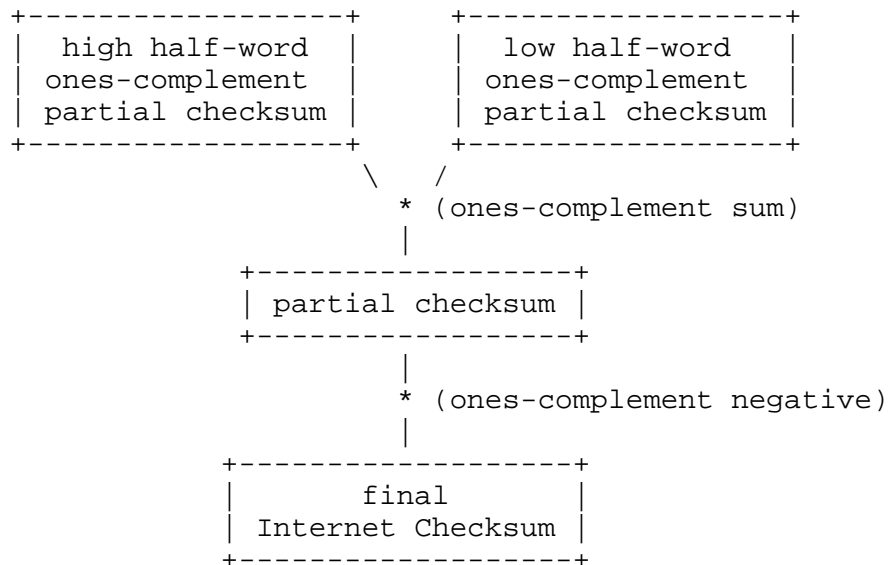 +------------------+     +------------------+
|  high half-word  |     |  low half-word   |
| ones-complement  |     | ones-complement  |
| partial checksum |     | partial checksum |
+------------------+     +------------------+
                    \   /
                      * (ones-complement sum)
                      |
             +------------------+
             | partial checksum |
             +------------------+
                      |
                      * (ones-complement negative)
                      |
            +-------------------+
            |       final       |
            | Internet Checksum |
            +-------------------+